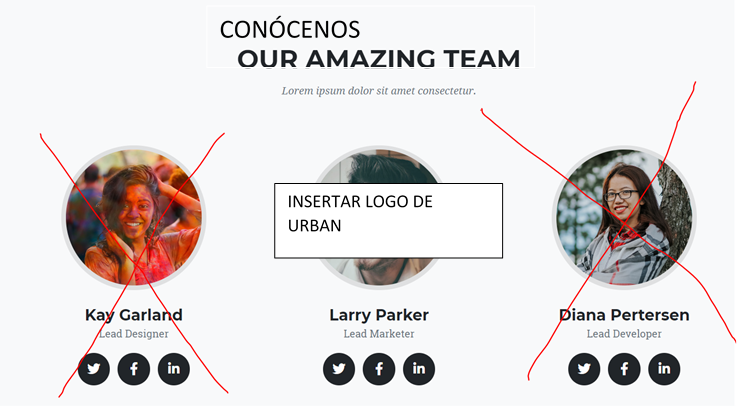 CONÓCENOS
OUR AMAZING TEAM
Lorem ipsum dolor sit amet consectetur.
INSERTAR LOGO DE
URBAN
Kay Garland
Larry Parker
Diana Pertersen
Lead Designer
Lead Marketer
Lead Developer